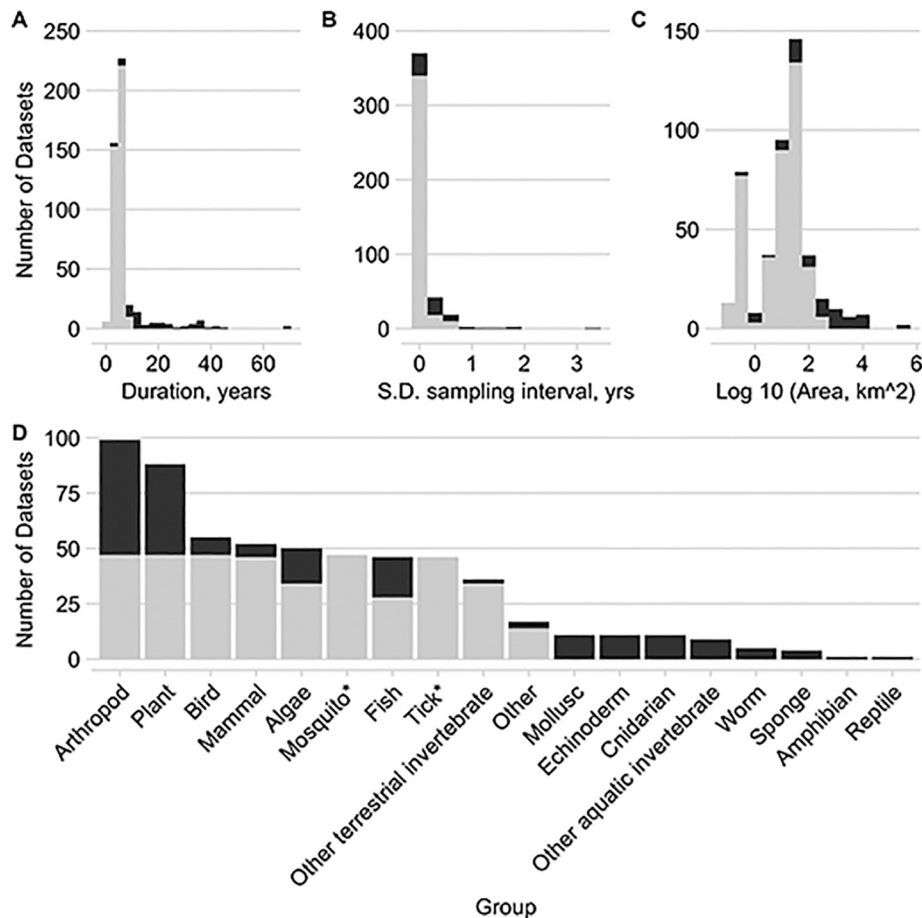 A
B
C
250
200
150
100
50
0
Number of Datasets
0
20
40
60
Duration, years
400
300
200
100
0
0
1
2
3
S.D. sampling interval, yrs
150
100
50
0
0
2
4
6
Log 10 (Area, km^2)
D
100
75
50
25
0
Number of Datasets
Arthropod
Plant
Bird
Mammal
Algae
Mosquito*
Fish
Tick*
Other terrestrial invertebrate
Other
Mollusc
Echinoderm
Cnidarian
Other aquatic invertebrate
Worm
Sponge
Amphibian
Reptile
Group